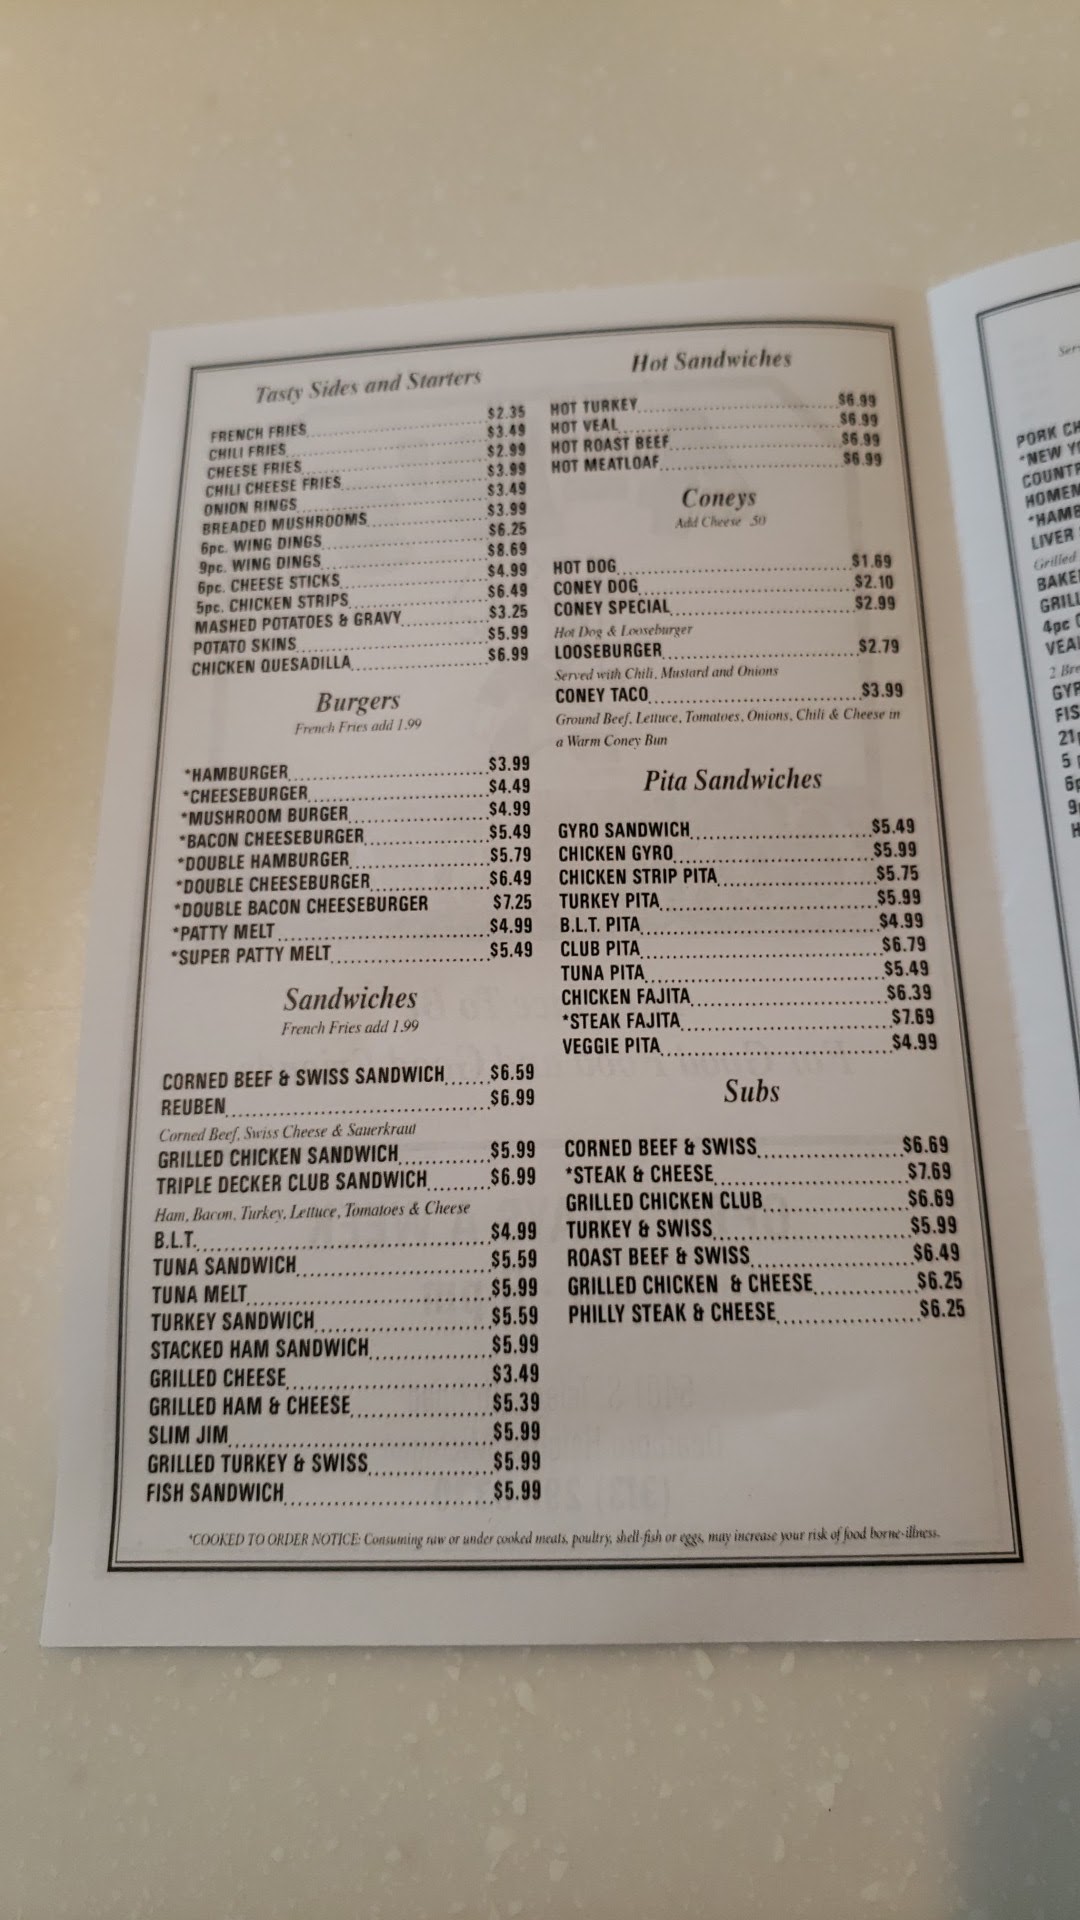 Tasty Sides and Starters
FRENCH FRIES $2.35
CHILI FRIES $3.49
CHEESE FRIES $2.99
CHILI CHEESE FRIES $3.99
ONION RINGS $3.49
BREADED MUSHROOMS $3.99
6pc. WING DINGS $6.25
9pc. WING DINGS $8.69
6pc. CHEESE STICKS $4.99
5pc. CHICKEN STRIPS $6.49
MASHED POTATOES & GRAVY $3.25
POTATO SKINS $5.99
CHICKEN QUESADILLA $6.99
Burgers
French Fries add 1.99
*HAMBURGER $3.99
*CHEESEBURGER $4.49
*MUSHROOM BURGER $4.99
*BACON CHEESEBURGER $5.49
*DOUBLE HAMBURGER $5.79
*DOUBLE CHEESEBURGER $6.49
*DOUBLE BACON CHEESEBURGER $7.25
*PATTY MELT $4.99
*SUPER PATTY MELT $5.49
Sandwiches
French Fries add 1.99
CORNED BEEF & SWISS SANDWICH $6.59
REUBEN $6.99
Corned Beef, Swiss Cheese & Sauerkraut
GRILLED CHICKEN SANDWICH $5.99
TRIPLE DECKER CLUB SANDWICH $6.99
Ham, Bacon, Turkey, Lettuce, Tomatoes & Cheese
B.L.T. $4.99
TUNA SANDWICH $5.59
TUNA MELT $5.99
TURKEY SANDWICH $5.59
STACKED HAM SANDWICH $5.99
GRILLED CHEESE $3.49
GRILLED HAM & CHEESE $5.39
SLIM JIM $5.99
GRILLED TURKEY & SWISS $5.99
FISH SANDWICH $5.99
Hot Sandwiches
HOT TURKEY $6.99
HOT VEAL $6.99
HOT ROAST BEEF $6.99
HOT MEATLOAF $6.99
Coneys
Add Cheese .50
HOT DOG $1.69
CONEY DOG $2.10
CONEY SPECIAL $2.99
Hot Dog & Looseburger
LOOSEBURGER $2.79
Served with Chili, Mustard and Onions
CONEY TACO $3.99
Ground Beef, Lettuce, Tomatoes, Onions, Chili & Cheese in
a Warm Coney Bun
Pita Sandwiches
GYRO SANDWICH $5.49
CHICKEN GYRO $5.99
CHICKEN STRIP PITA $5.75
TURKEY PITA $5.99
B.L.T. PITA $4.99
CLUB PITA $6.79
TUNA PITA $5.49
CHICKEN FAJITA $6.39
*STEAK FAJITA $7.69
VEGGIE PITA $4.99
Subs
CORNED BEEF & SWISS $6.69
*STEAK & CHEESE $7.69
GRILLED CHICKEN CLUB $6.69
TURKEY & SWISS $5.99
ROAST BEEF & SWISS $6.49
GRILLED CHICKEN & CHEESE $6.25
PHILLY STEAK & CHEESE $6.25
*COOKED TO ORDER NOTICE: Consuming raw or under cooked meats, poultry, shell-fish or eggs, may increase your risk of food borne-illness.
PORK
*NEW
LIVER
Grilled
4pc
2
5